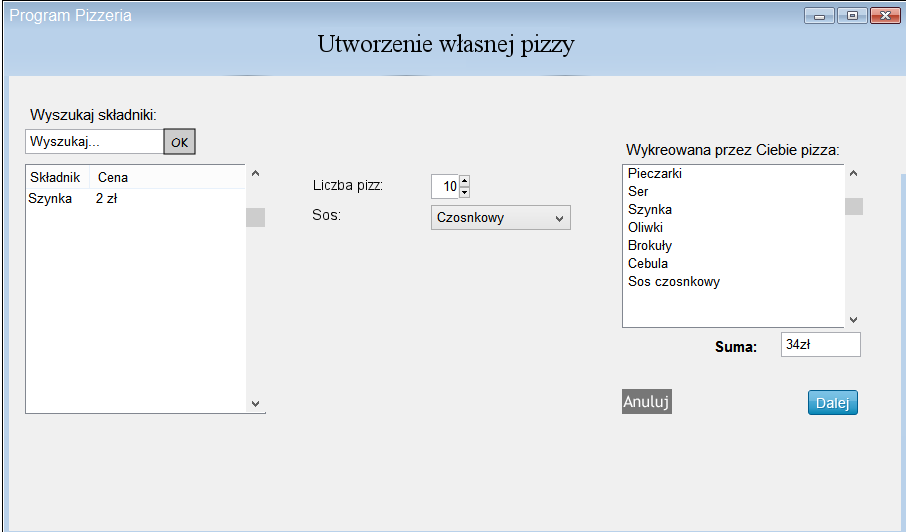 Program Pizzeria
Utworzenie własnej pizzy
Wyszukaj składniki:
Wyszukaj...
OK
Składnik Cena
Szynka 2 zł
Liczba pizz: 10
Sos: Czosnkowy
Wykreowana przez Ciebie pizza:
Pieczarki
Ser
Szynka
Oliwki
Brokuły
Cebula
Sos czosnkowy
Suma: 34zł
Anuluj
Dalej